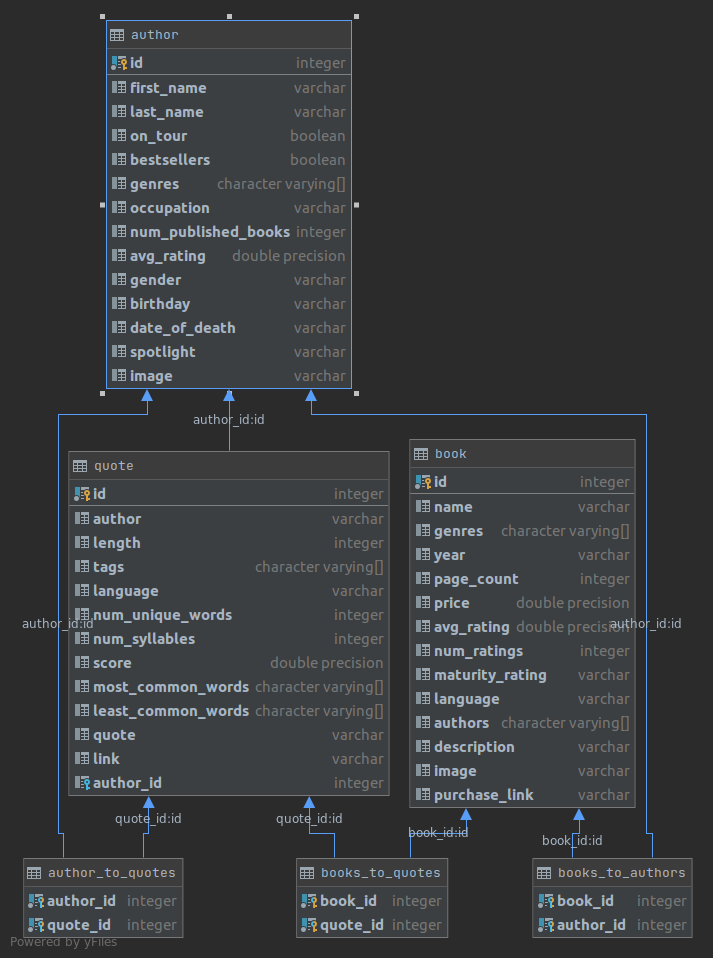 author
id integer
first_name varchar
last_name varchar
on_tour boolean
bestsellers boolean
genres character varying[]
occupation varchar
num_published_books integer
avg_rating double precision
gender varchar
birthday varchar
date_of_death varchar
spotlight varchar
image varchar
author_id:id
quote
id integer
author varchar
length integer
tags character varying[]
language varchar
num_unique_words integer
num_syllables integer
score double precision
most_common_words character varying[]
least_common_words character varying[]
quote varchar
link varchar
author_id integer
author_id:id
book
id integer
name varchar
genres character varying[]
year varchar
page_count integer
price double precision
avg_rating double precision
num_ratings integer
maturity_rating varchar
language varchar
authors character varying[]
description varchar
image varchar
purchase_link varchar
author_id:id
quote_id:id
quote_id:id
book_id:id
book_id:id
author_to_quotes
author_id integer
quote_id integer
books_to_quotes
book_id integer
quote_id integer
books_to_authors
book_id integer
author_id integer
Powered by yFiles